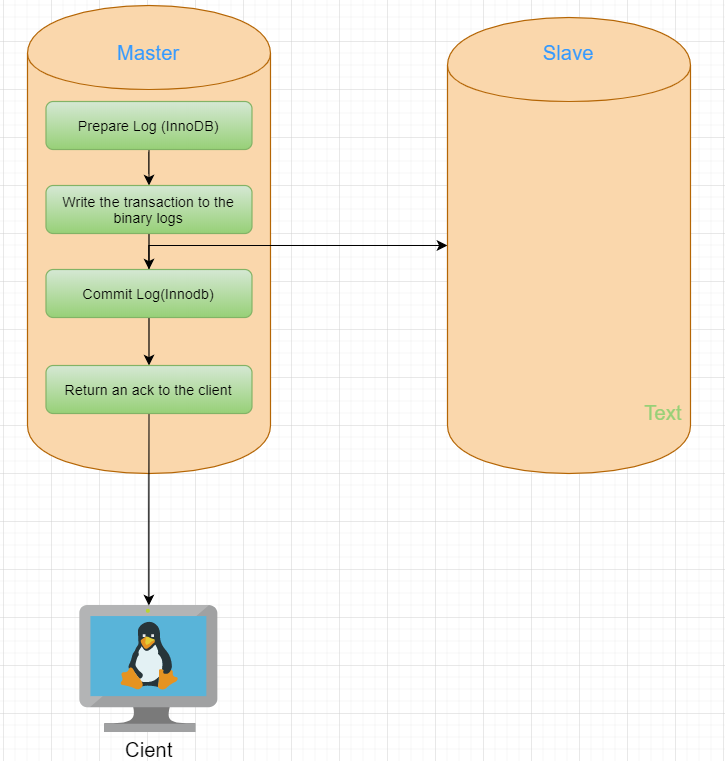 Master
Slave
Prepare Log (InnoDB)
Write the transaction to the
binary logs
Commit Log(Innodb)
Return an ack to the client
Text
Cient